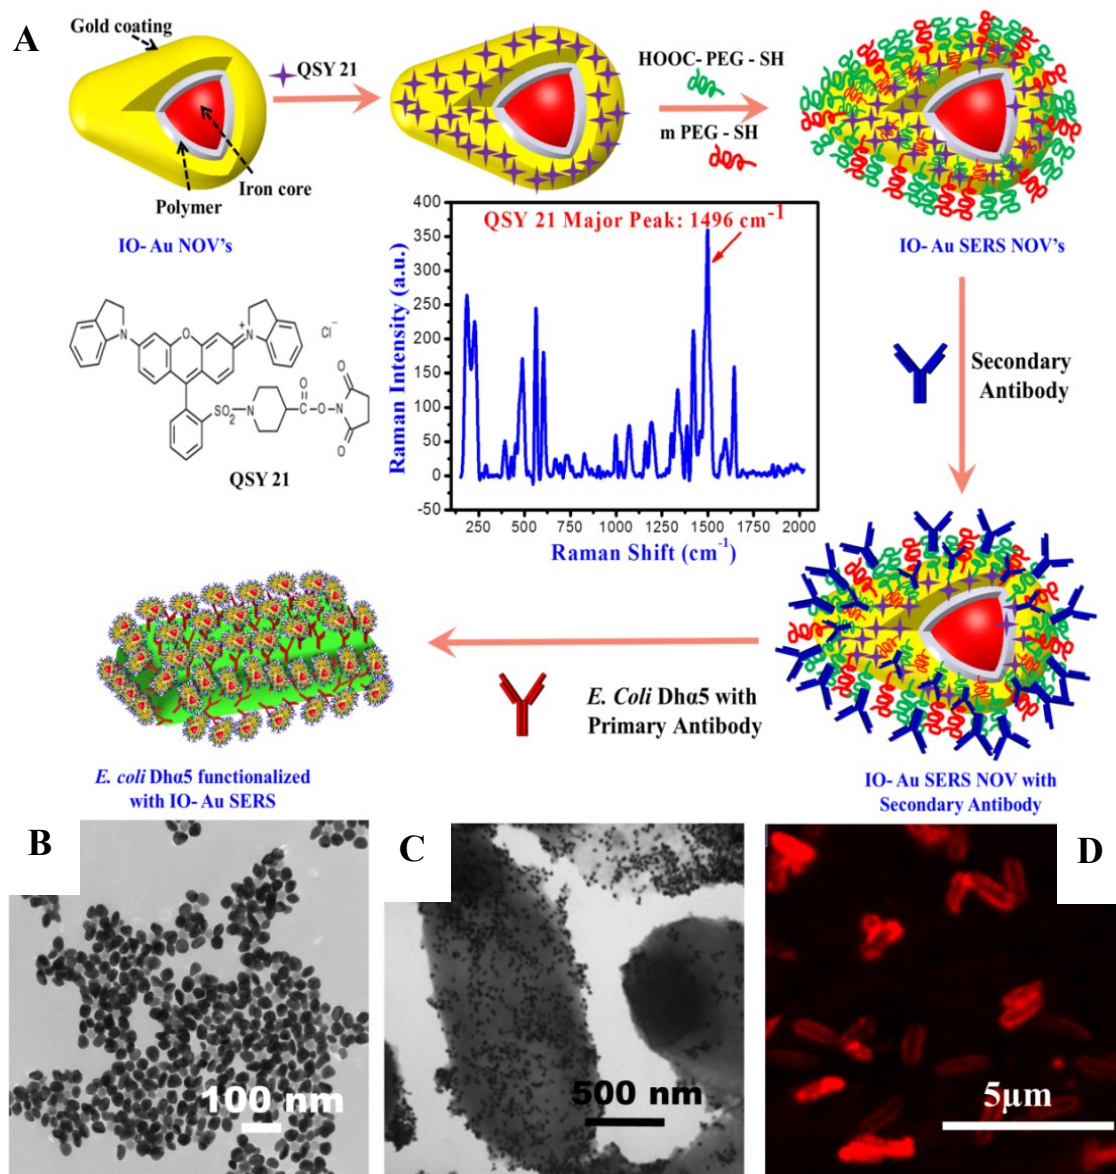 A
Gold coating
QSY 21
HOOC- PEG - SH
m PEG - SH
Iron core
Polymer
IO- Au NOV's
IO- Au SERS NOV's
QSY 21 Major Peak: 1496 cm-1
Raman Intensity (a.u.)
400
350
300
250
200
150
100
50
0
-50
250
500
750
1000
1250
1500
1750
2000
Raman Shift (cm-1)
N
O
N
+
Cl−
SO2
N
O
C
O
N
O
O
QSY 21
Secondary
Antibody
E. Coli Dhα5 with
Primary Antibody
E. coli Dhα5 functionalized
with IO- Au SERS
IO- Au SERS NOV with
Secondary Antibody
B
100 nm
C
500 nm
D
5μm